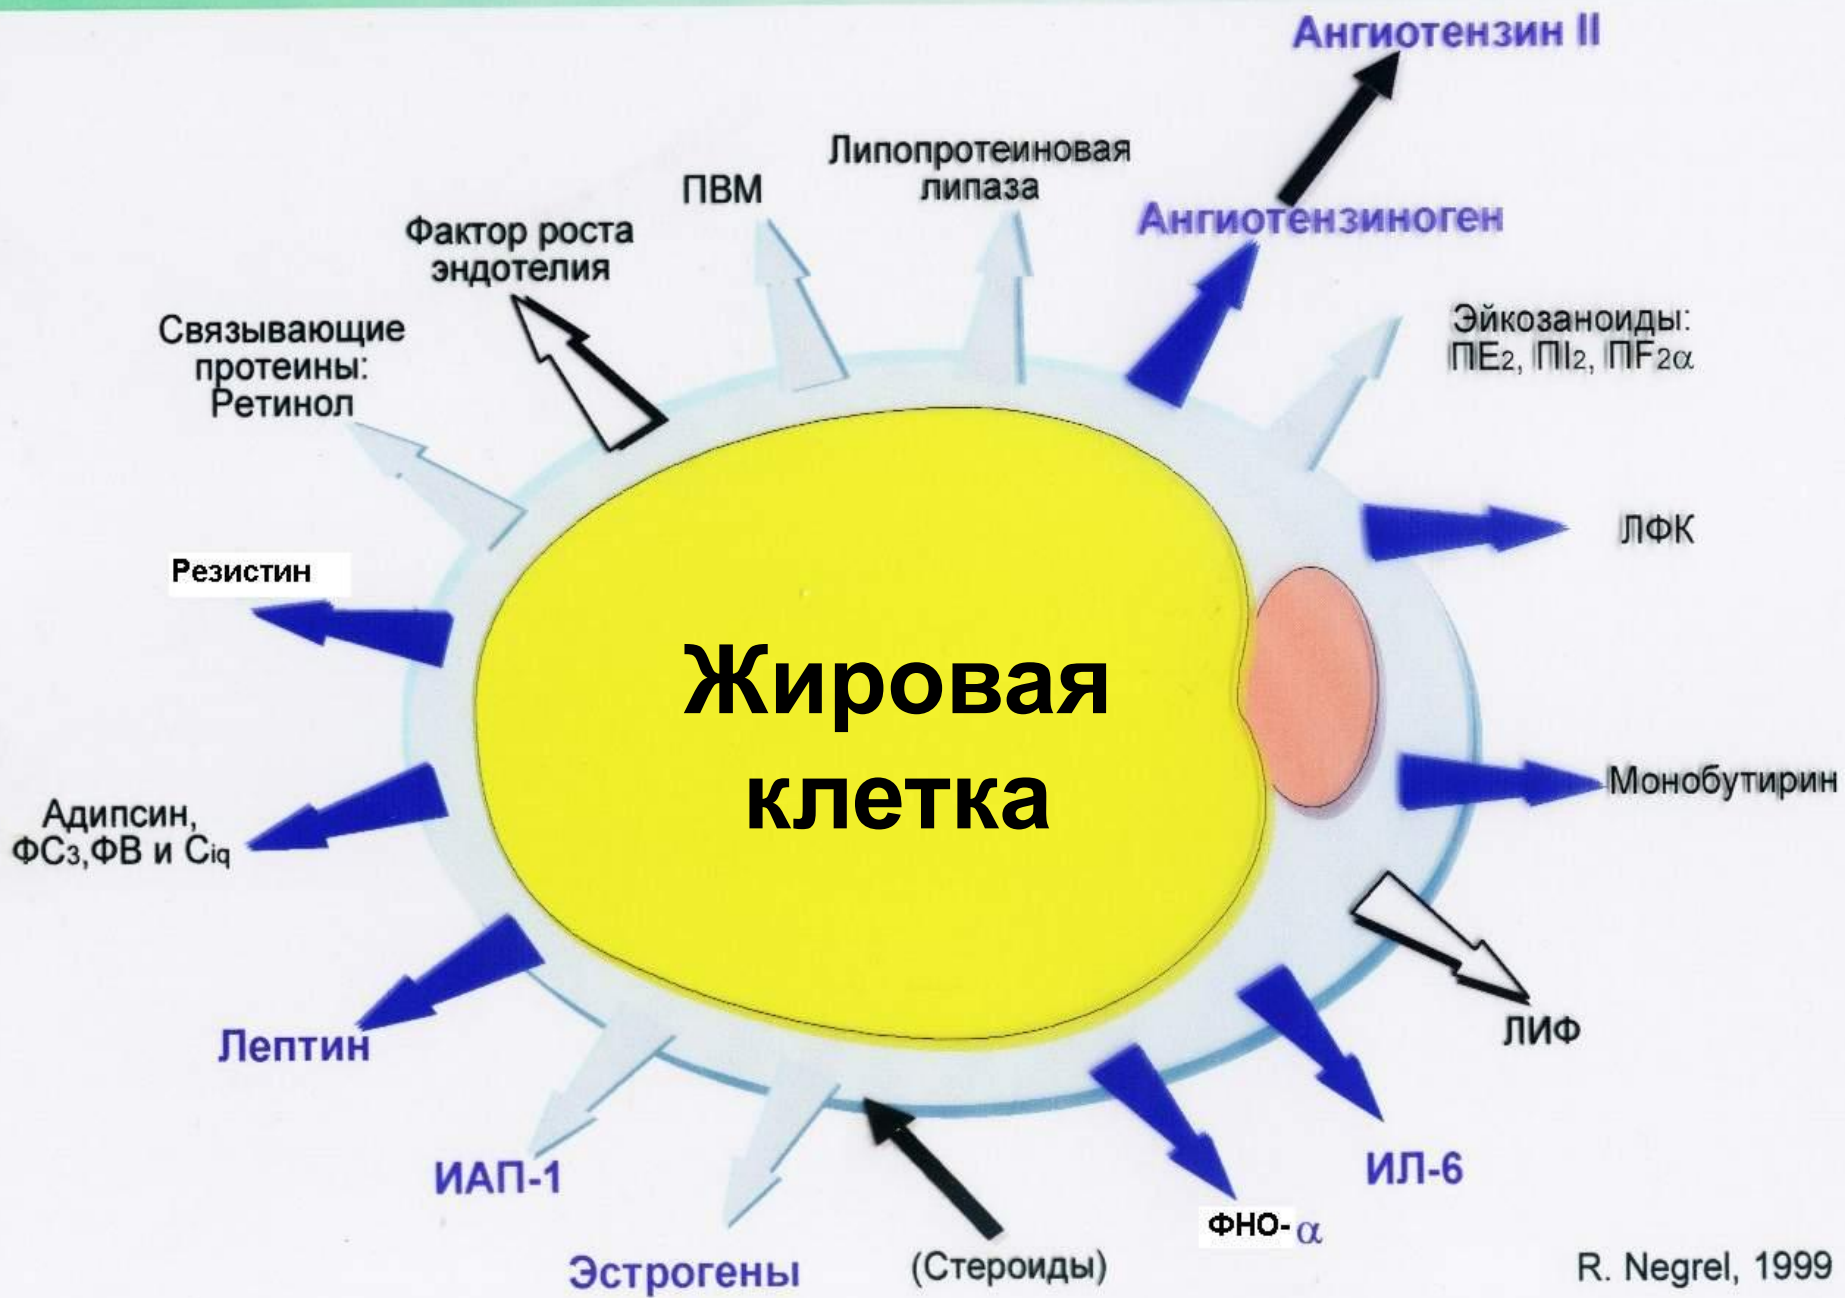 Ангиотензин II
Липопротеиновая
липаза
ПВМ
Ангиотензиноген
Фактор роста
эндотелия
Эйкозаноиды:
ПЕ2, ПI2, ПF2α
Связывающие
протеины:
Ретинол
ЛФК
Резистин
Жировая
клетка
Монобутирин
Адипсин,
ФС3,ФВ и Ciq
Лептин
ЛИФ
ИАП-1
ИЛ-6
ФНО-α
Эстрогены
(Стероиды)
R. Negrel, 1999